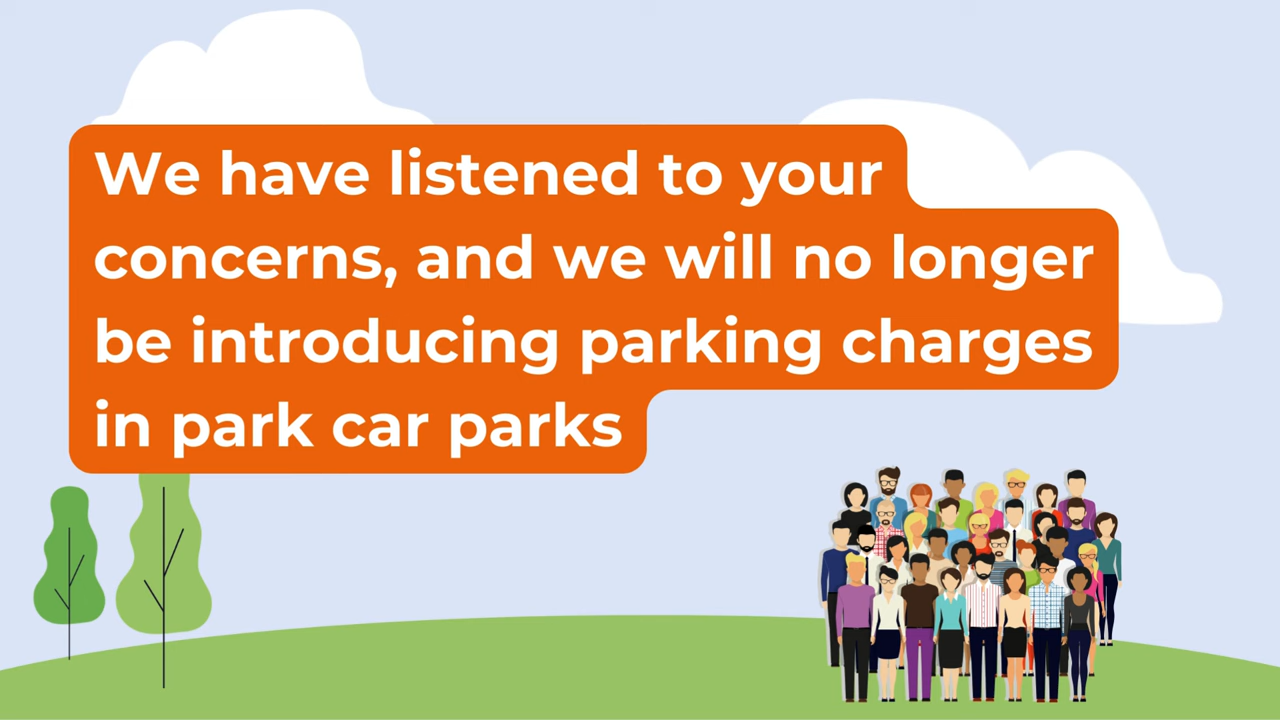 We have listened to your
concerns, and we will no longer
be introducing parking charges
in park car parks